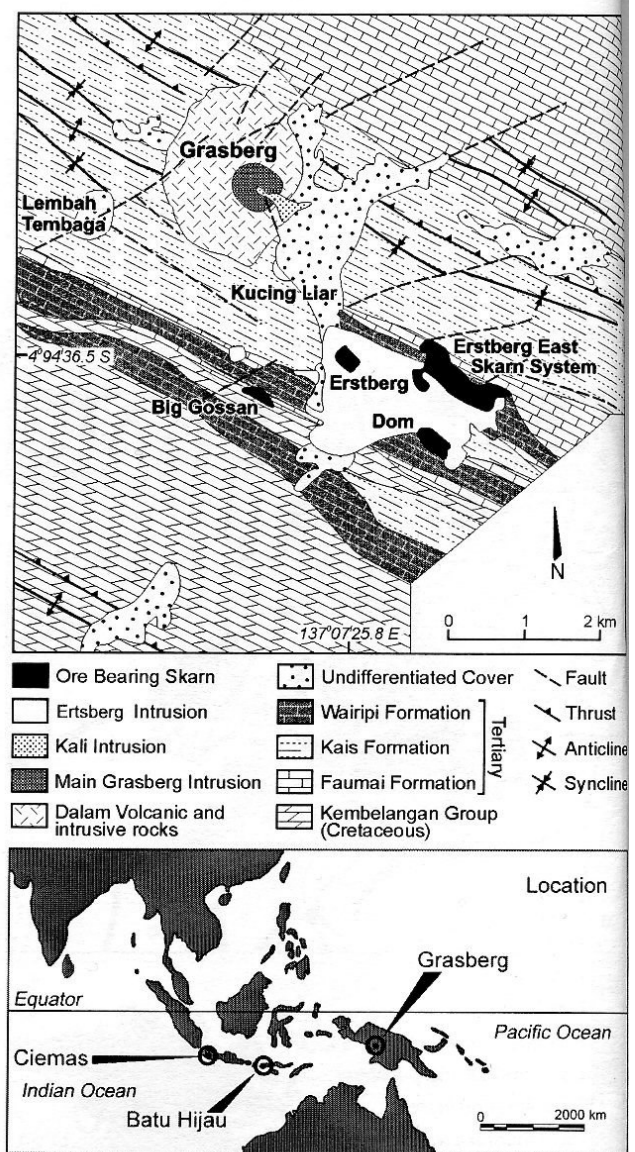 Grasberg
Lembah
Tembaga
Kucing Liar
4°94'36.5 S
Erstberg East
Skarn System
Erstberg
Big Gossan
Dom
N
0 1 2 km
137°07'25.8 E
Ore Bearing Skarn
Ertsberg Intrusion
Kali Intrusion
Main Grasberg Intrusion
Dalam Volcanic and
intrusive rocks
Undifferentiated Cover
Wairipi Formation
Kais Formation
Faumai Formation
Tertiary
Kembelangan Group
(Cretaceous)
Fault
Thrust
Anticline
Syncline
Location
Grasberg
Equator
Pacific Ocean
Ciemas
Indian Ocean
Batu Hijau
0 2000 km